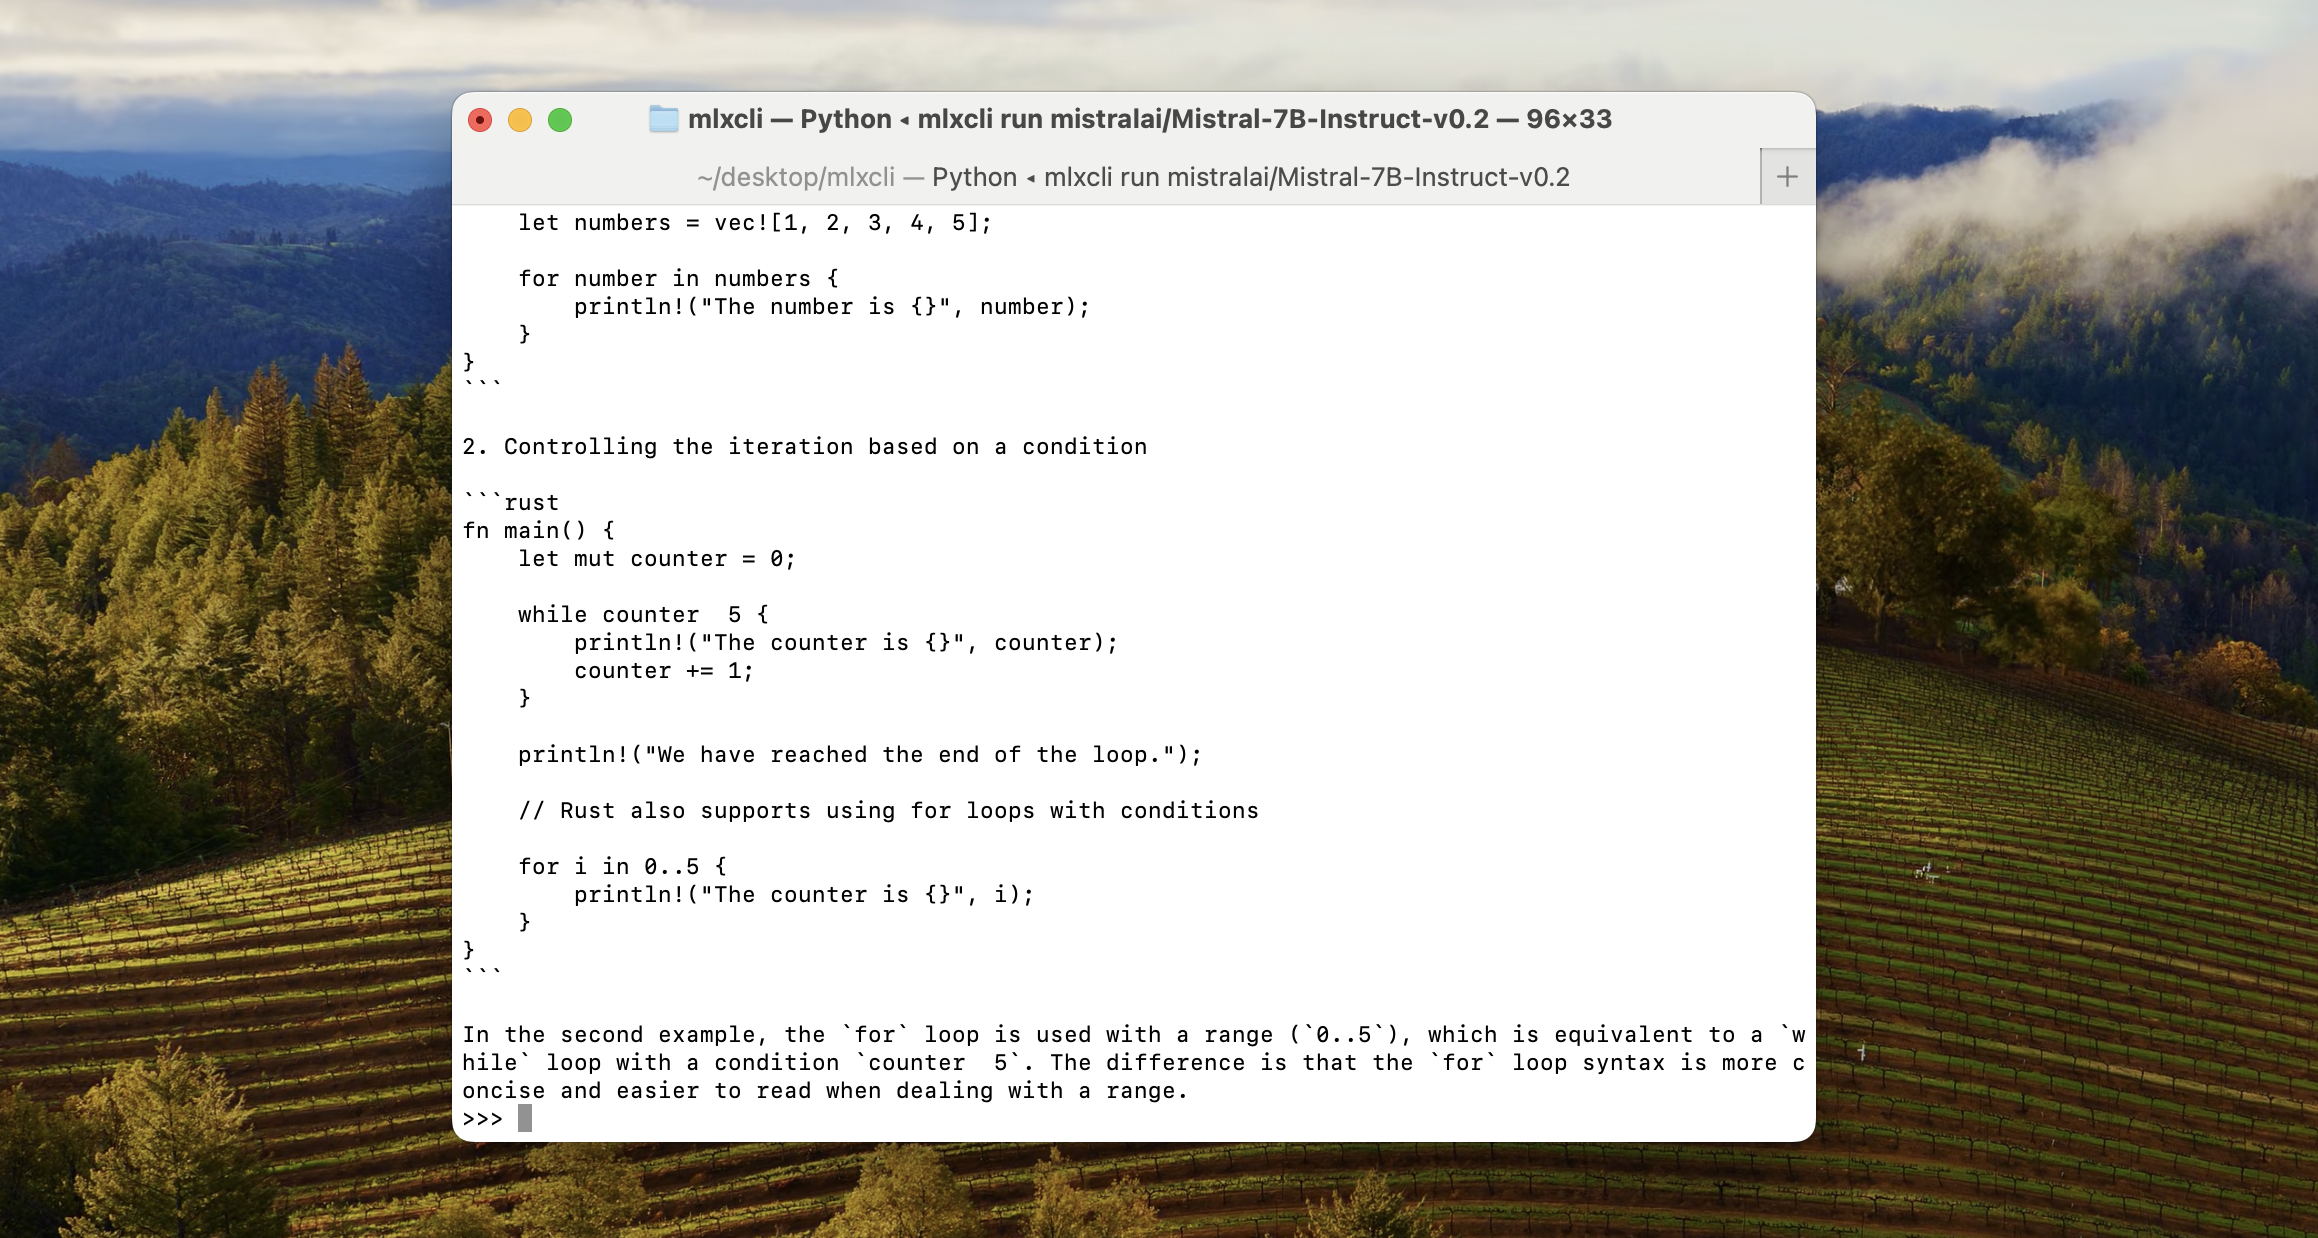 mlxcli — Python ◂ mlxcli run mistralai/Mistral-7B-Instruct-v0.2 — 96×33
~/desktop/mlxcli — Python ◂ mlxcli run mistralai/Mistral-7B-Instruct-v0.2
    let numbers = vec![1, 2, 3, 4, 5];
    for number in numbers {
        println!("The number is {}", number);
    }
}
```
2. Controlling the iteration based on a condition
```rust
fn main() {
    let mut counter = 0;
    while counter  5 {
        println!("The counter is {}", counter);
        counter += 1;
    }
    println!("We have reached the end of the loop.");
    // Rust also supports using for loops with conditions
    for i in 0..5 {
        println!("The counter is {}", i);
    }
}
```
In the second example, the `for` loop is used with a range (`0..5`), which is equivalent to a `w
hile` loop with a condition `counter  5`. The difference is that the `for` loop syntax is more c
oncise and easier to read when dealing with a range.
>>>